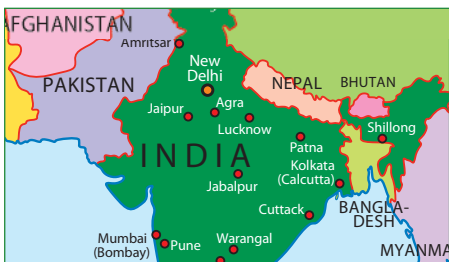 AFGHANISTAN
Amritsar
New
Delhi
PAKISTAN
NEPAL
BHUTAN
Jaipur
Agra
Lucknow
Shillong
Patna
INDIA
Kolkata
(Calcutta)
Jabalpur
Cuttack
BANGLA-
DESH
Mumbai
(Bombay)
Pune
Warangal
MYANMA